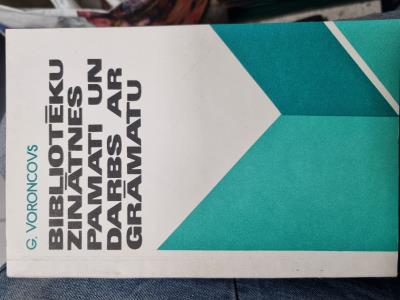 G. VORONCOVS
BIBLIOTĒKU
ZINĀTNES
PAMATI UN
DARBS AR
GRĀMATU